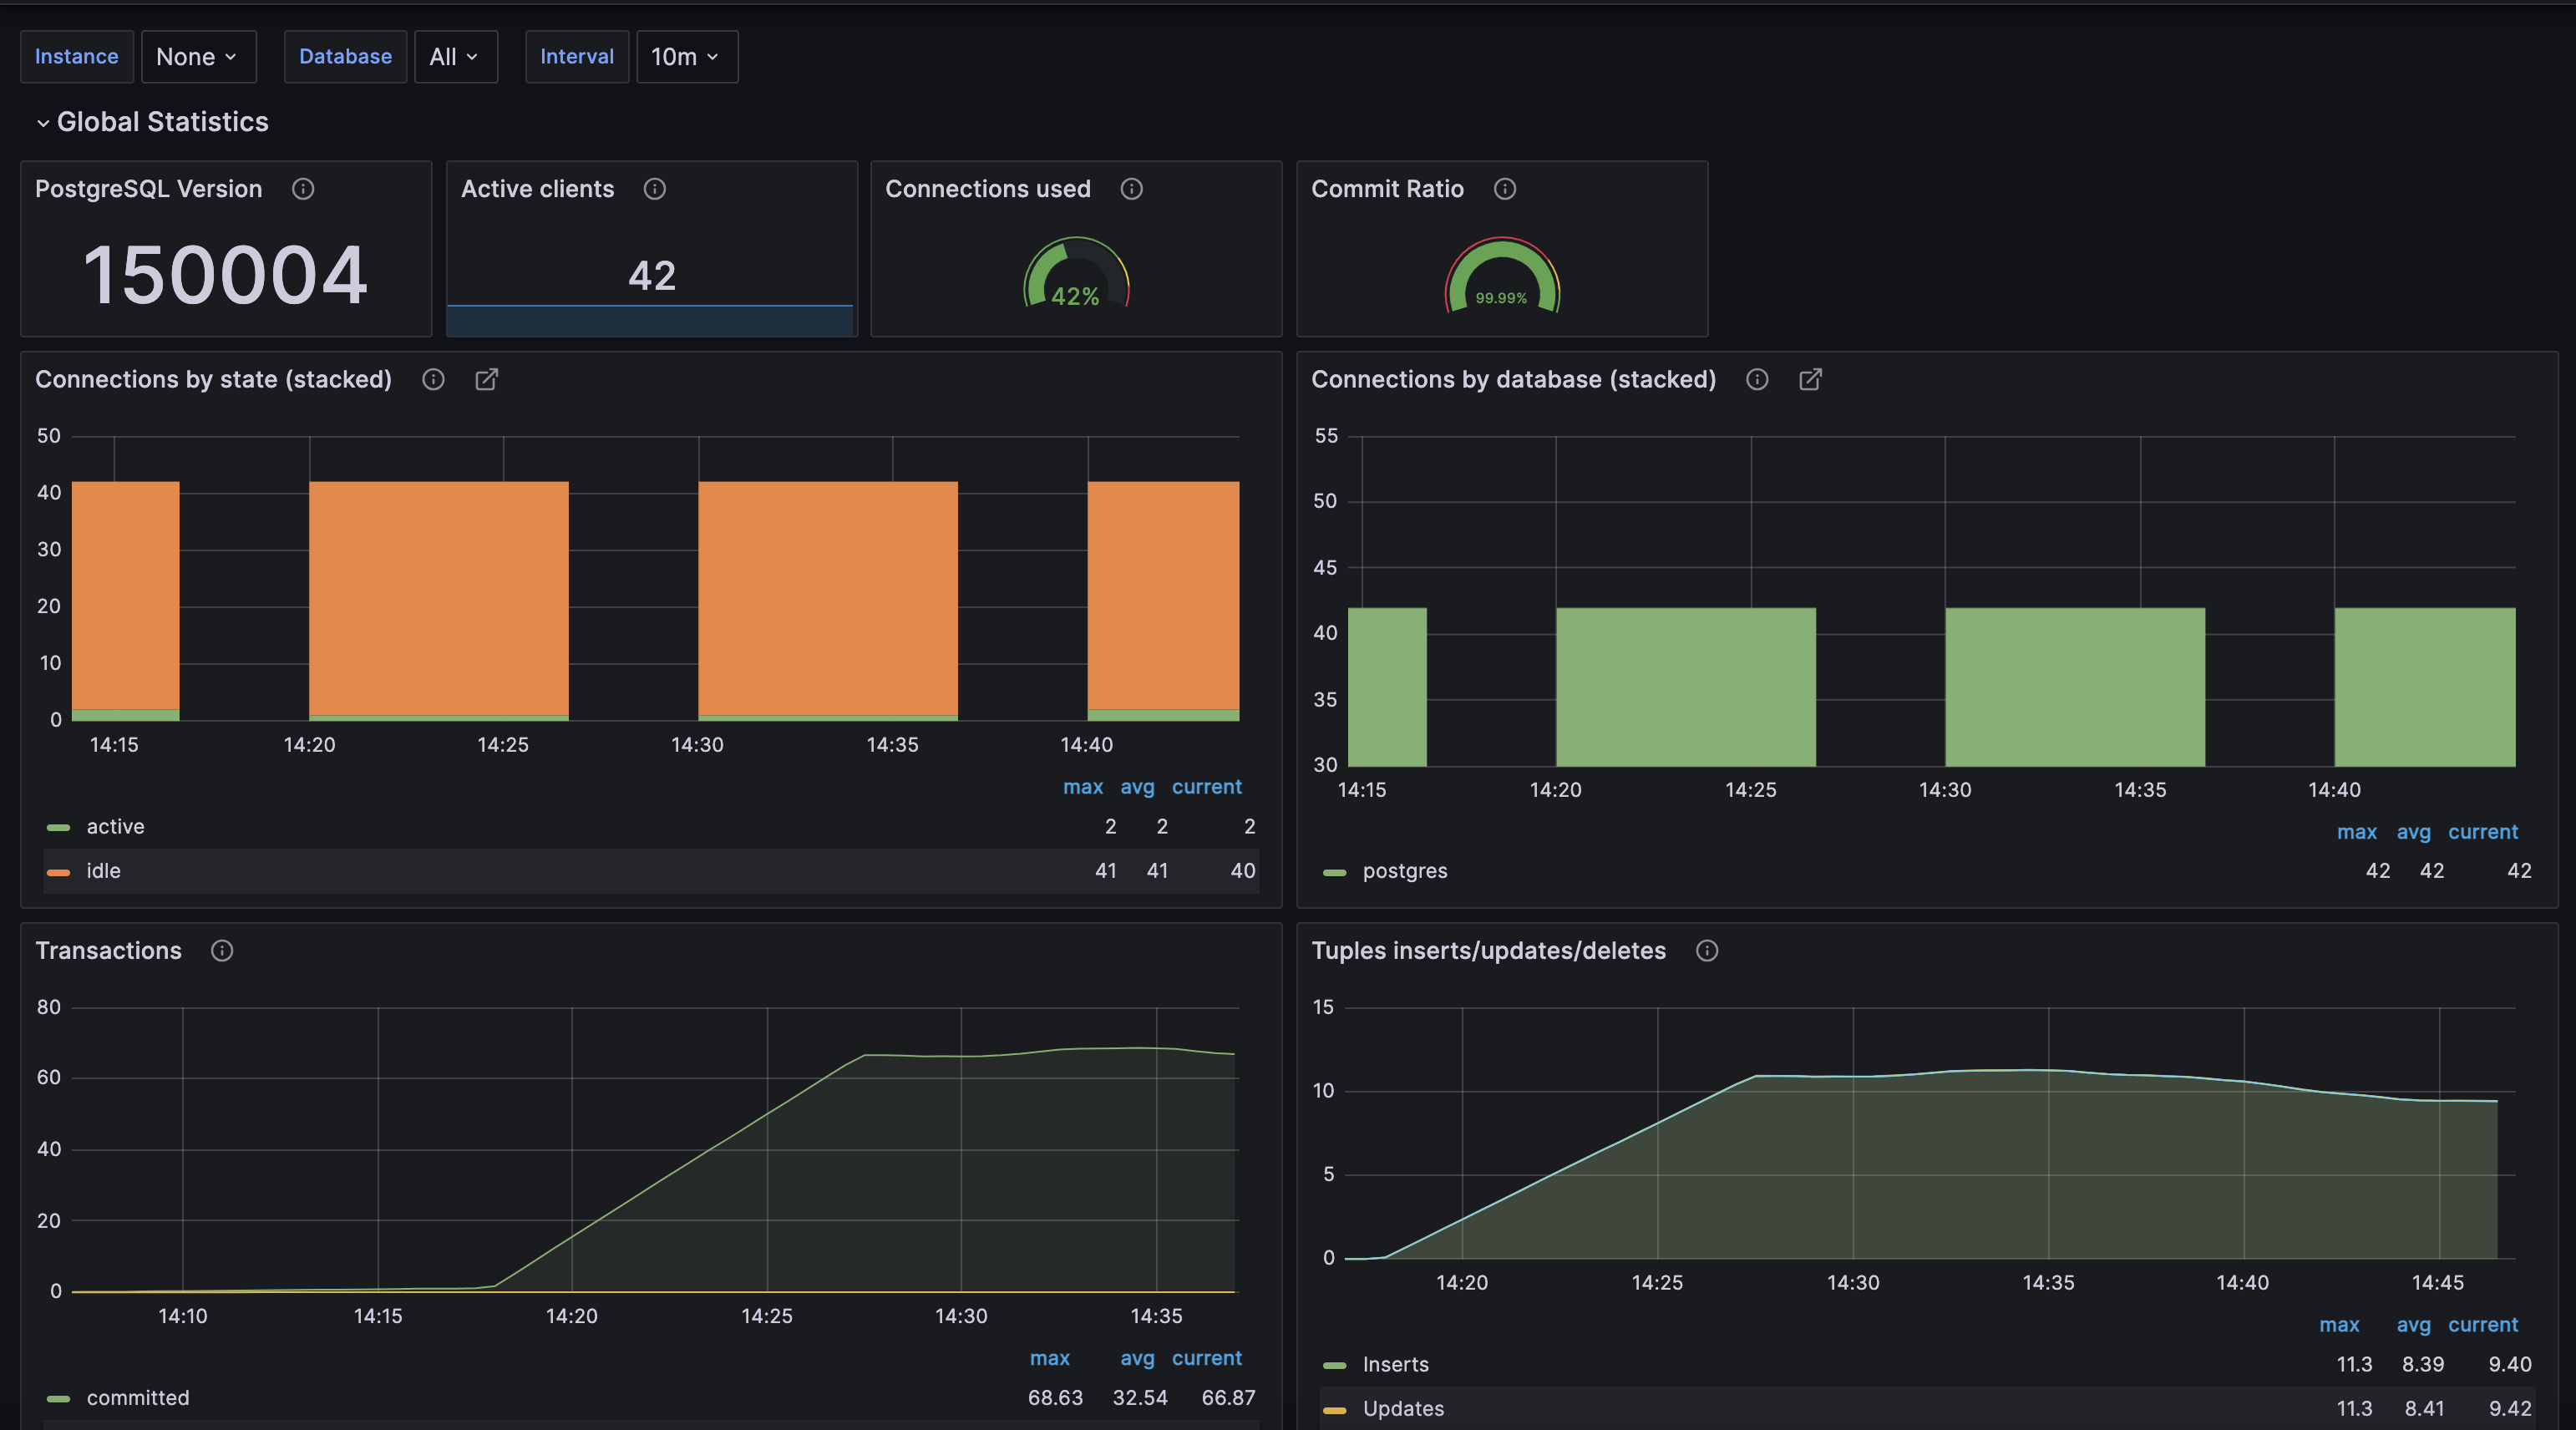 Instance None Database All Interval 10m
Global Statistics
PostgreSQL Version
150004
Active clients
42
Connections used
42%
Commit Ratio
99.99%
Connections by state (stacked)
50
40
30
20
10
0
14:15 14:20 14:25 14:30 14:35 14:40
max avg current
active 2 2 2
idle 41 41 40
Connections by database (stacked)
55
50
45
40
35
30
14:15 14:20 14:25 14:30 14:35 14:40
max avg current
postgres 42 42 42
Transactions
80
60
40
20
0
14:10 14:15 14:20 14:25 14:30 14:35
max avg current
committed 68.63 32.54 66.87
Tuples inserts/updates/deletes
15
10
5
0
14:20 14:25 14:30 14:35 14:40 14:45
max avg current
Inserts 11.3 8.39 9.40
Updates 11.3 8.41 9.42